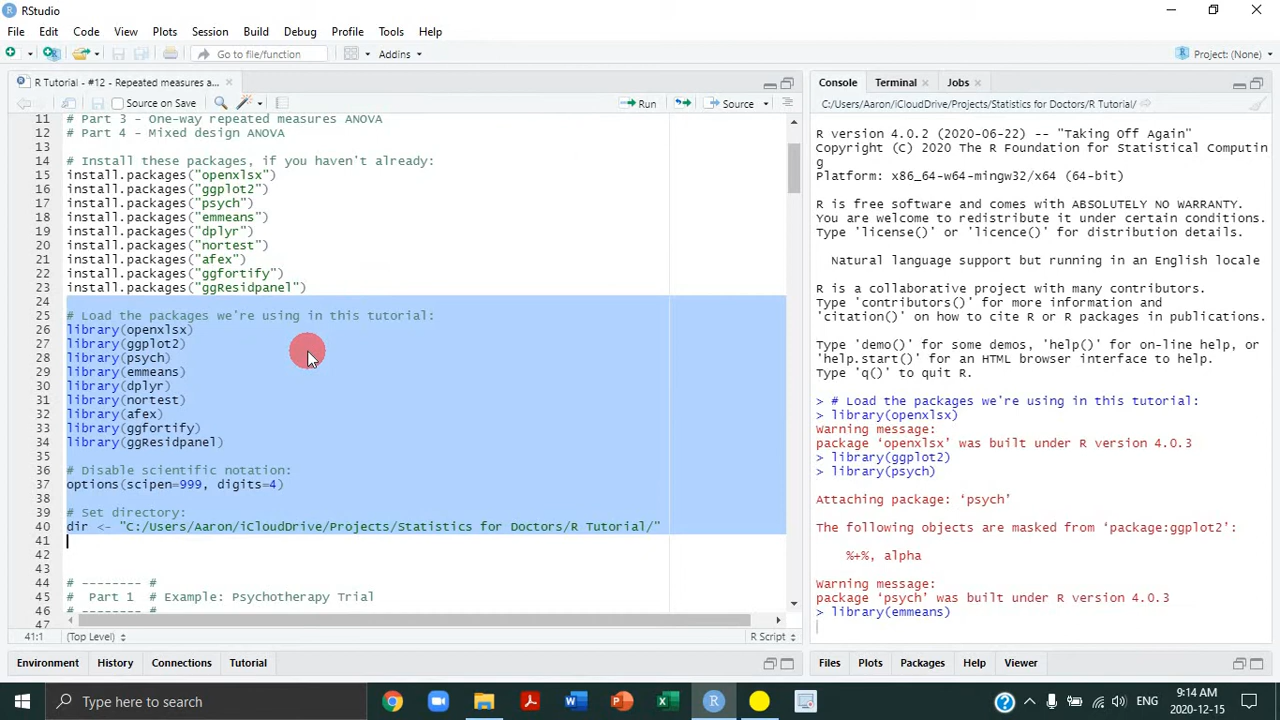 RStudio
File Edit Code View Plots Session Build Debug Profile Tools Help
Go to file/function Addins Project: (None)
R Tutorial - #12 - Repeated measures a...
Source on Save Run Source
11 # Part 3 - One-way repeated measures ANOVA
12 # Part 4 - Mixed design ANOVA
13
14 # Install these packages, if you haven't already:
15 install.packages("openxlsx")
16 install.packages("ggplot2")
17 install.packages("psych")
18 install.packages("emmeans")
19 install.packages("dplyr")
20 install.packages("nortest")
21 install.packages("afex")
22 install.packages("ggfortify")
23 install.packages("ggResidpanel")
24
25 # Load the packages we're using in this tutorial:
26 library(openxlsx)
27 library(ggplot2)
28 library(psych)
29 library(emmeans)
30 library(dplyr)
31 library(nortest)
32 library(afex)
33 library(ggfortify)
34 library(ggResidpanel)
35
36 # Disable scientific notation:
37 options(scipen=999, digits=4)
38
39 # Set directory:
40 dir <- "C:/Users/Aaron/iCloudDrive/Projects/Statistics for Doctors/R Tutorial/"
41
42
43
44 # -------- #
45 #  Part 1  # Example: Psychotherapy Trial
46 # -------- #
47
41:1 (Top Level) R Script
Environment History Connections Tutorial
Console Terminal Jobs
C:/Users/Aaron/iCloudDrive/Projects/Statistics for Doctors/R Tutorial/
R version 4.0.2 (2020-06-22) -- "Taking Off Again"
Copyright (C) 2020 The R Foundation for Statistical Computin
g
Platform: x86_64-w64-mingw32/x64 (64-bit)
R is free software and comes with ABSOLUTELY NO WARRANTY.
You are welcome to redistribute it under certain conditions.
Type 'license()' or 'licence()' for distribution details.
Natural language support but running in an English locale
R is a collaborative project with many contributors.
Type 'contributors()' for more information and
'citation()' on how to cite R or R packages in publications.
Type 'demo()' for some demos, 'help()' for on-line help, or
'help.start()' for an HTML browser interface to help.
Type 'q()' to quit R.
> # Load the packages we're using in this tutorial:
> library(openxlsx)
Warning message:
package ‘openxlsx’ was built under R version 4.0.3
> library(ggplot2)
> library(psych)
Attaching package: ‘psych’
The following objects are masked from ‘package:ggplot2’:
%+%, alpha
Warning message:
package ‘psych’ was built under R version 4.0.3
> library(emmeans)
Files Plots Packages Help Viewer
Type here to search
ENG
9:14 AM
2020-12-15